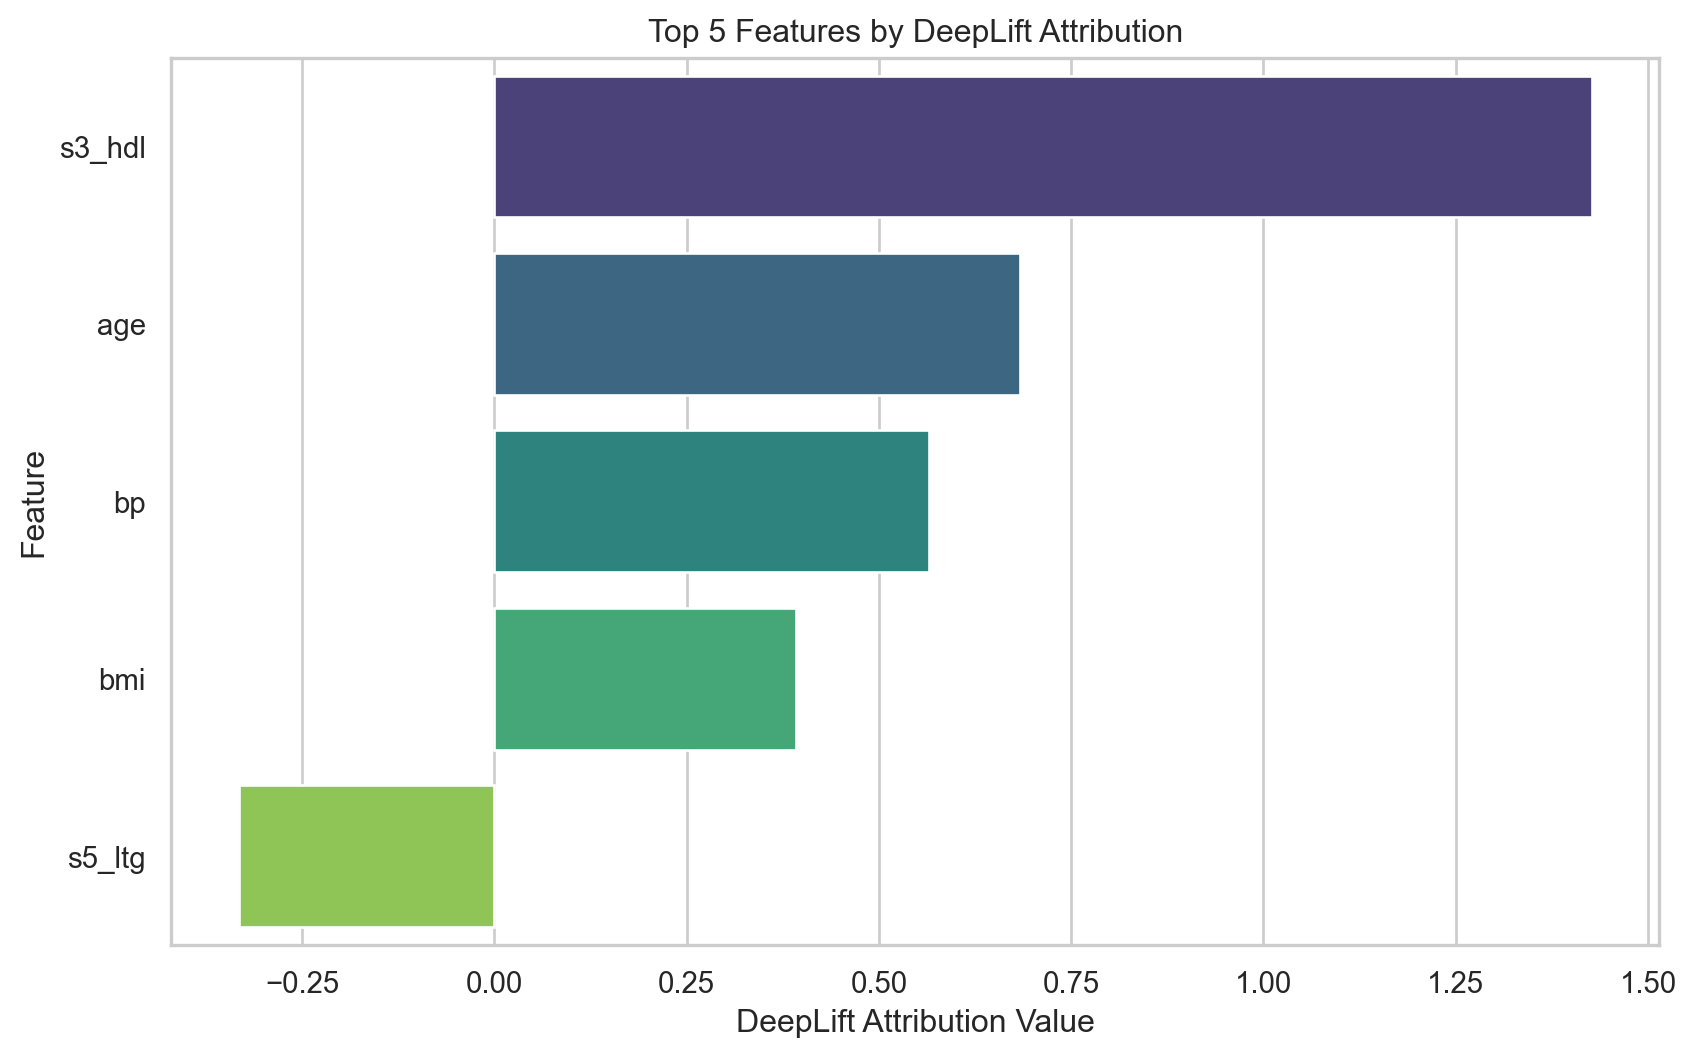 Top 5 Features by DeepLift Attribution
s3_hdl
age
bp
bmi
s5_ltg
Feature
−0.25 0.00 0.25 0.50 0.75 1.00 1.25 1.50
DeepLift Attribution Value